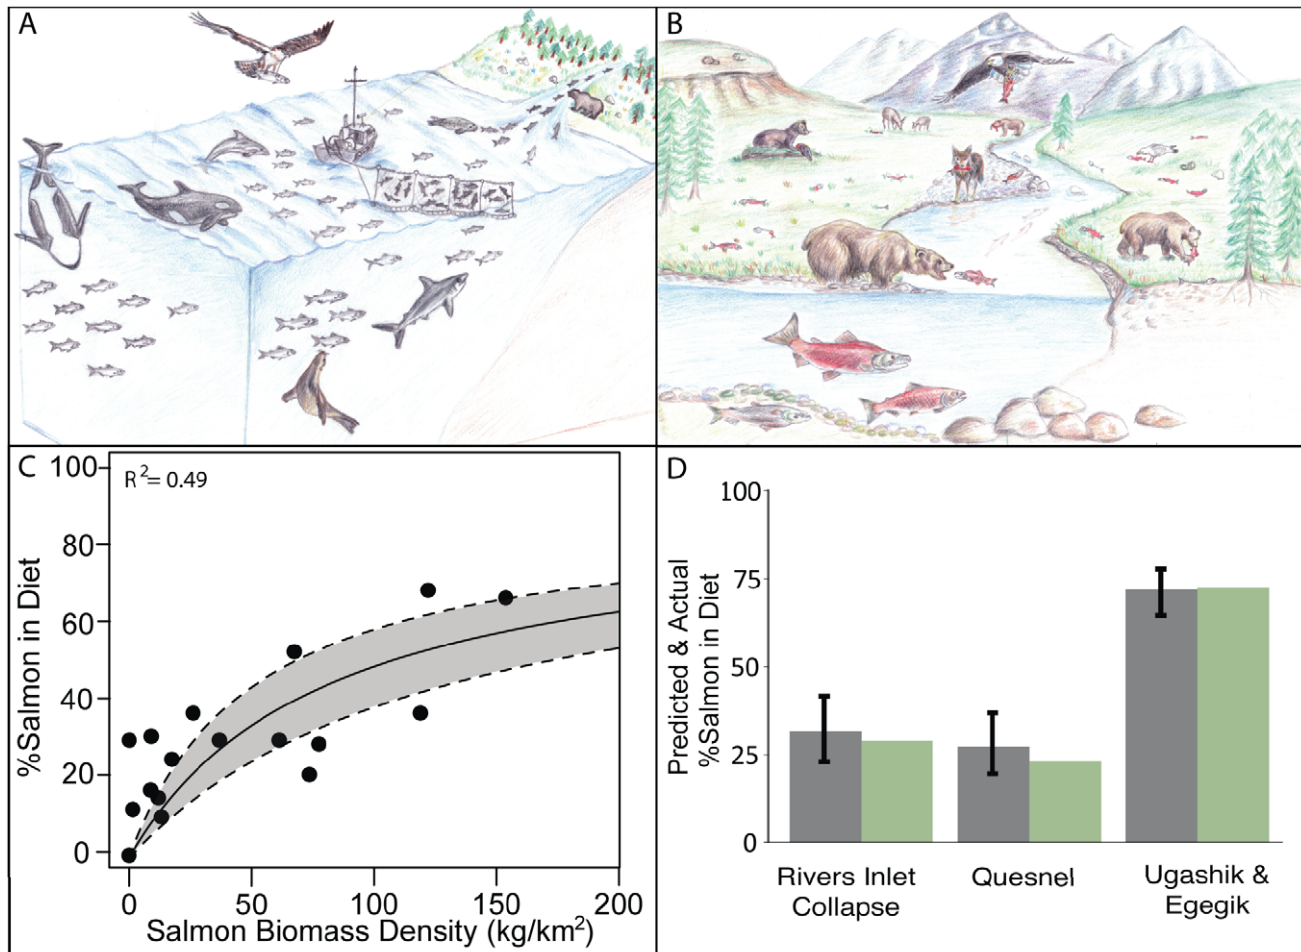 A
B
C
R²= 0.49
%Salmon in Diet
100
80
60
40
20
0
0
50
100
150
200
Salmon Biomass Density (kg/km²)
D
Predicted & Actual
%Salmon in Diet
100
75
50
25
0
Rivers Inlet
Collapse
Quesnel
Ugashik &
Egegik